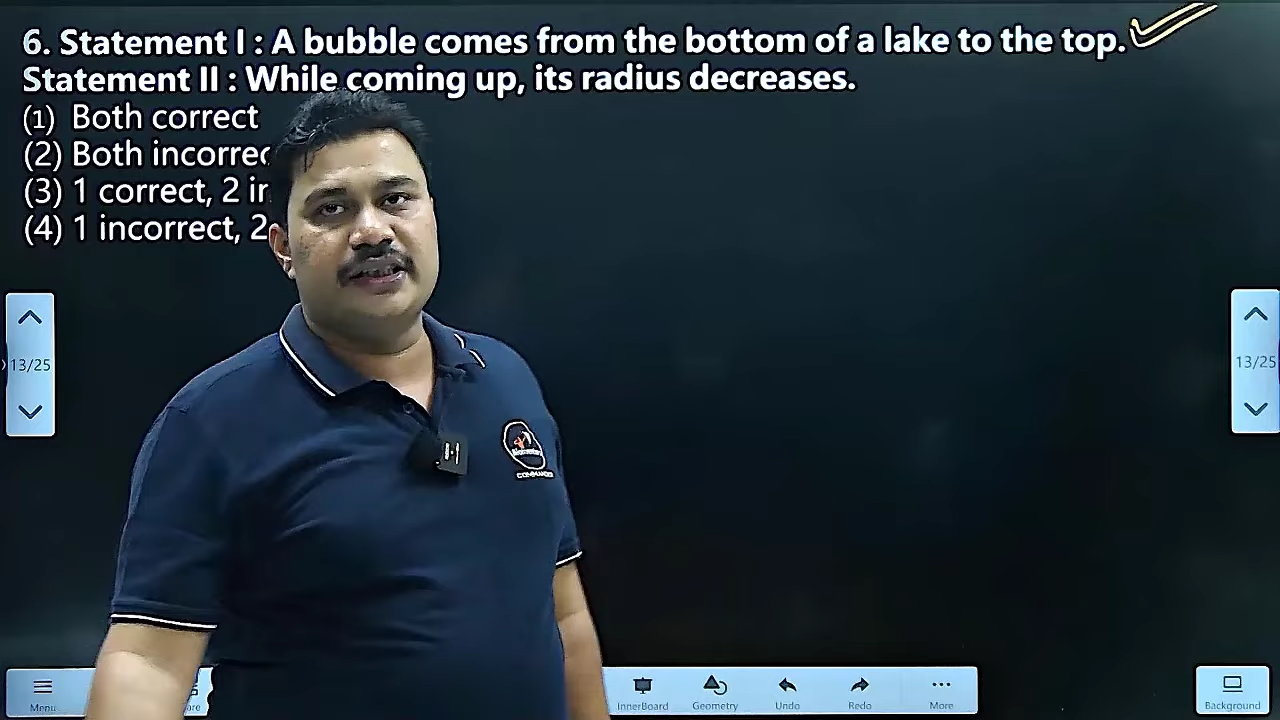 6. Statement I : A bubble comes from the bottom of a lake to the top.
Statement II : While coming up, its radius decreases.
(1) Both correct
(2) Both incorrec
(3) 1 correct, 2 in
(4) 1 incorrect, 2
13/25
13/25
Menu
InnerBoard
Geometry
Undo
Redo
More
Background